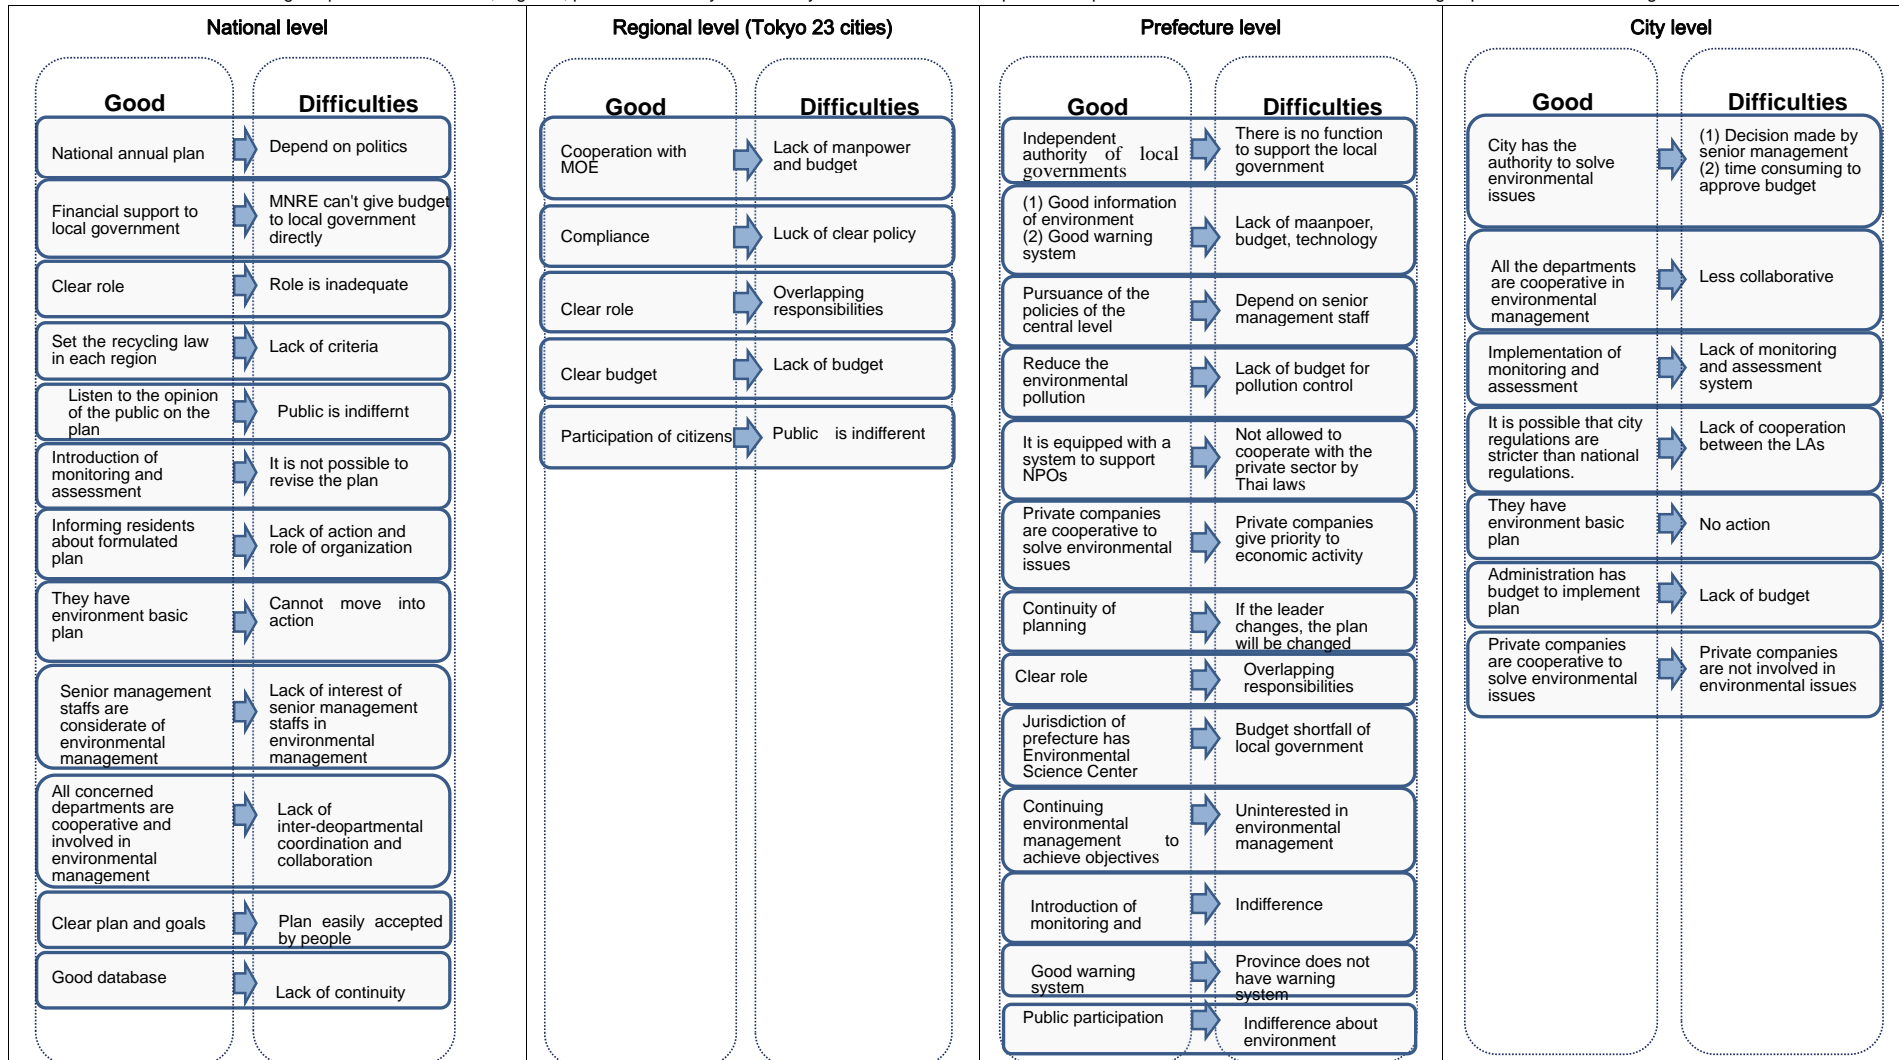 National level
Good
Difficulties
National annual plan
Depend on politics
Financial support to
local government
MNRE can't give budget
to local government
directly
Clear role
Role is inadequate
Set the recycling law
in each region
Lack of criteria
Listen to the opinion
of the public on the
plan
Public is indiffernt
Introduction of
monitoring and
assessment
It is not possible to
revise the plan
Informing residents
about formulated
plan
Lack of action and
role of organization
They have
environment basic
plan
Cannot move into
action
Senior management
staffs are
considerate of
environmental
management
Lack of interest of
senior management
staffs in
environmental
management
All concerned
departments are
cooperative and
involved in
environmental
management
Lack of
inter-deopartmental
coordination and
collaboration
Clear plan and goals
Plan easily accepted
by people
Good database
Lack of continuity
Regional level (Tokyo 23 cities)
Good
Difficulties
Cooperation with
MOE
Lack of manpower
and budget
Compliance
Luck of clear policy
Clear role
Overlapping
responsibilities
Clear budget
Lack of budget
Participation of citizens
Public is indifferent
Prefecture level
Good
Difficulties
Independent
authority of local
governments
There is no function
to support the local
government
(1) Good information
of environment
(2) Good warning
system
Lack of maanpoer,
budget, technology
Pursuance of the
policies of the
central level
Depend on senior
management staff
Reduce the
environmental
pollution
Lack of budget for
pollution control
It is equipped with a
system to support
NPOs
Not allowed to
cooperate with the
private sector by
Thai laws
Private companies
are cooperative to
solve environmental
issues
Private companies
give priority to
economic activity
Continuity of
planning
If the leader
changes, the plan
will be changed
Clear role
Overlapping
responsibilities
Jurisdiction of
prefecture has
Environmental
Science Center
Budget shortfall of
local government
Continuing
environmental
management to
achieve objectives
Uninterested in
environmental
management
Introduction of
monitoring and
Indifference
Good warning
system
Province does not
have warning
system
Public participation
Indifference about
environment
City level
Good
Difficulties
City has the
authority to solve
environmental
issues
(1) Decision made by
senior management
(2) time consuming to
approve budget
All the departments
are cooperative in
environmental
management
Less collaborative
Implementation of
monitoring and
assessment
Lack of monitoring
and assessment
system
It is possible that city
regulations are
stricter than national
regulations.
Lack of cooperation
between the LAs
They have
environment basic
plan
No action
Administration has
budget to implement
plan
Lack of budget
Private companies
are cooperative to
solve environmental
issues
Private companies
are not involved in
environmental issues